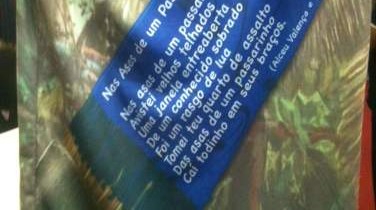 Nas Asas de um Pa
Nas asas de um passa
Avistei velhos telhados
Uma janela entreaberta
De um conhecido sobrado
Foi um rasgo de lua
Tomei teu quarto de assalto
Das asas de um passarinho
Caí todinho em seus braços.
(Alceu Valença e